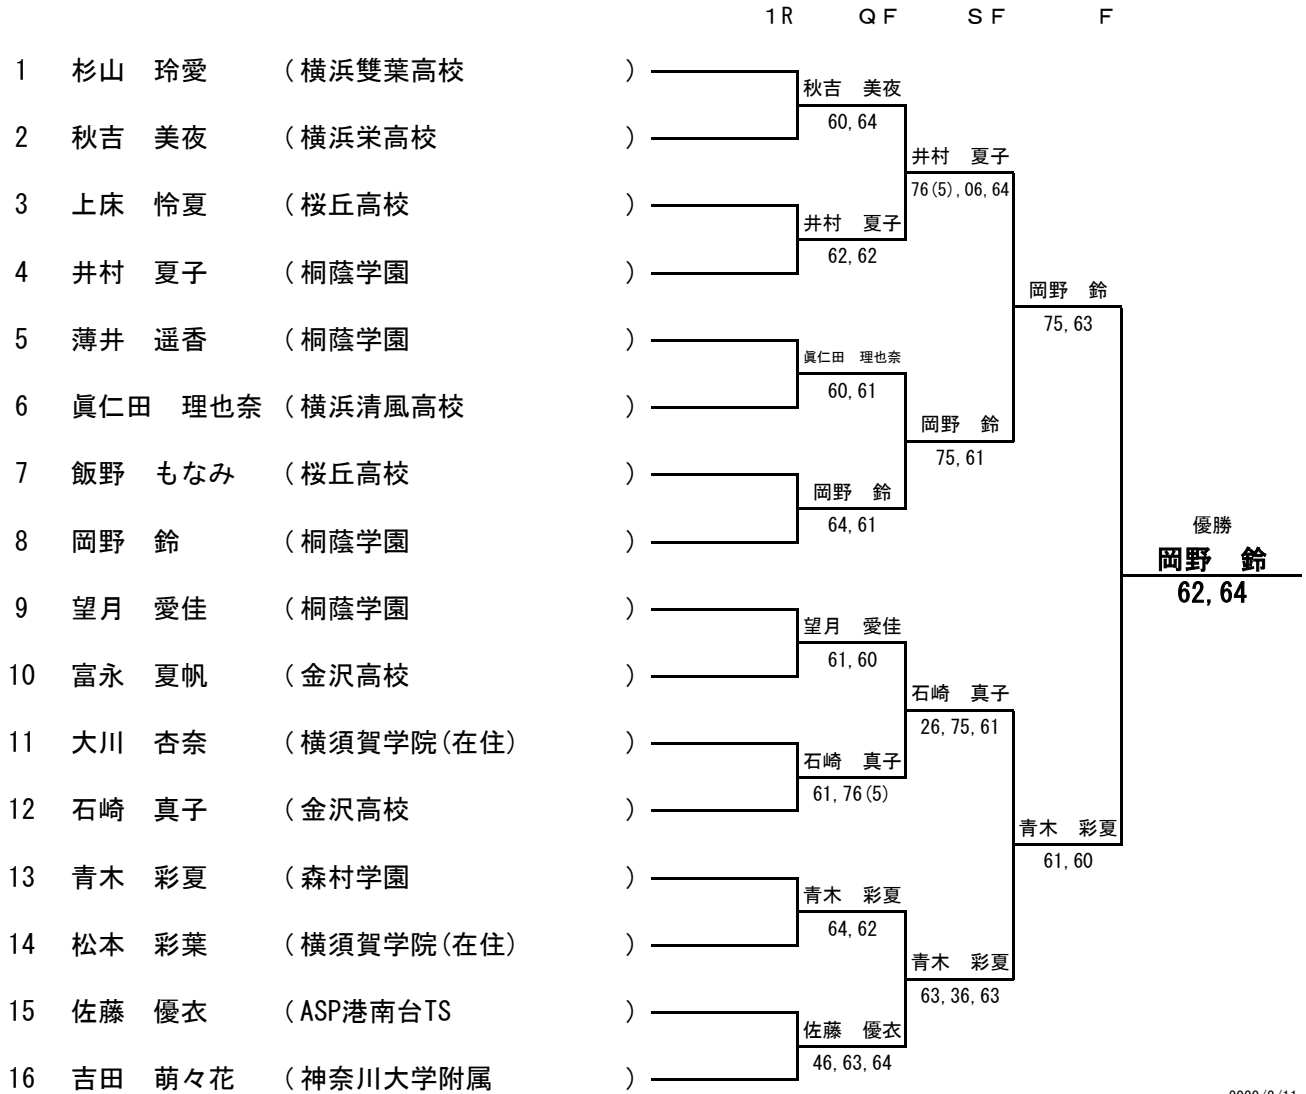 1R QF SF F
1 杉山 玲愛 (横浜雙葉高校 )
秋吉 美夜
60,64
2 秋吉 美夜 (横浜栄高校 )
井村 夏子
76(5),06,64
3 上床 怜夏 (桜丘高校 )
井村 夏子
62,62
4 井村 夏子 (桐蔭学園 )
岡野 鈴
75,63
5 薄井 遥香 (桐蔭学園 )
眞仁田 理也奈
60,61
6 眞仁田 理也奈 (横浜清風高校 )
岡野 鈴
75,61
7 飯野 もなみ (桜丘高校 )
岡野 鈴
64,61
8 岡野 鈴 (桐蔭学園 )
優勝
岡野 鈴
62,64
9 望月 愛佳 (桐蔭学園 )
望月 愛佳
61,60
10 富永 夏帆 (金沢高校 )
石崎 真子
26,75,61
11 大川 杏奈 (横須賀学院(在住) )
石崎 真子
61,76(5)
12 石崎 真子 (金沢高校 )
青木 彩夏
61,60
13 青木 彩夏 (森村学園 )
青木 彩夏
64,62
14 松本 彩葉 (横須賀学院(在住) )
青木 彩夏
63,36,63
15 佐藤 優衣 (ASP港南台TS )
佐藤 優衣
46,63,64
16 吉田 萌々花 (神奈川大学附属 )